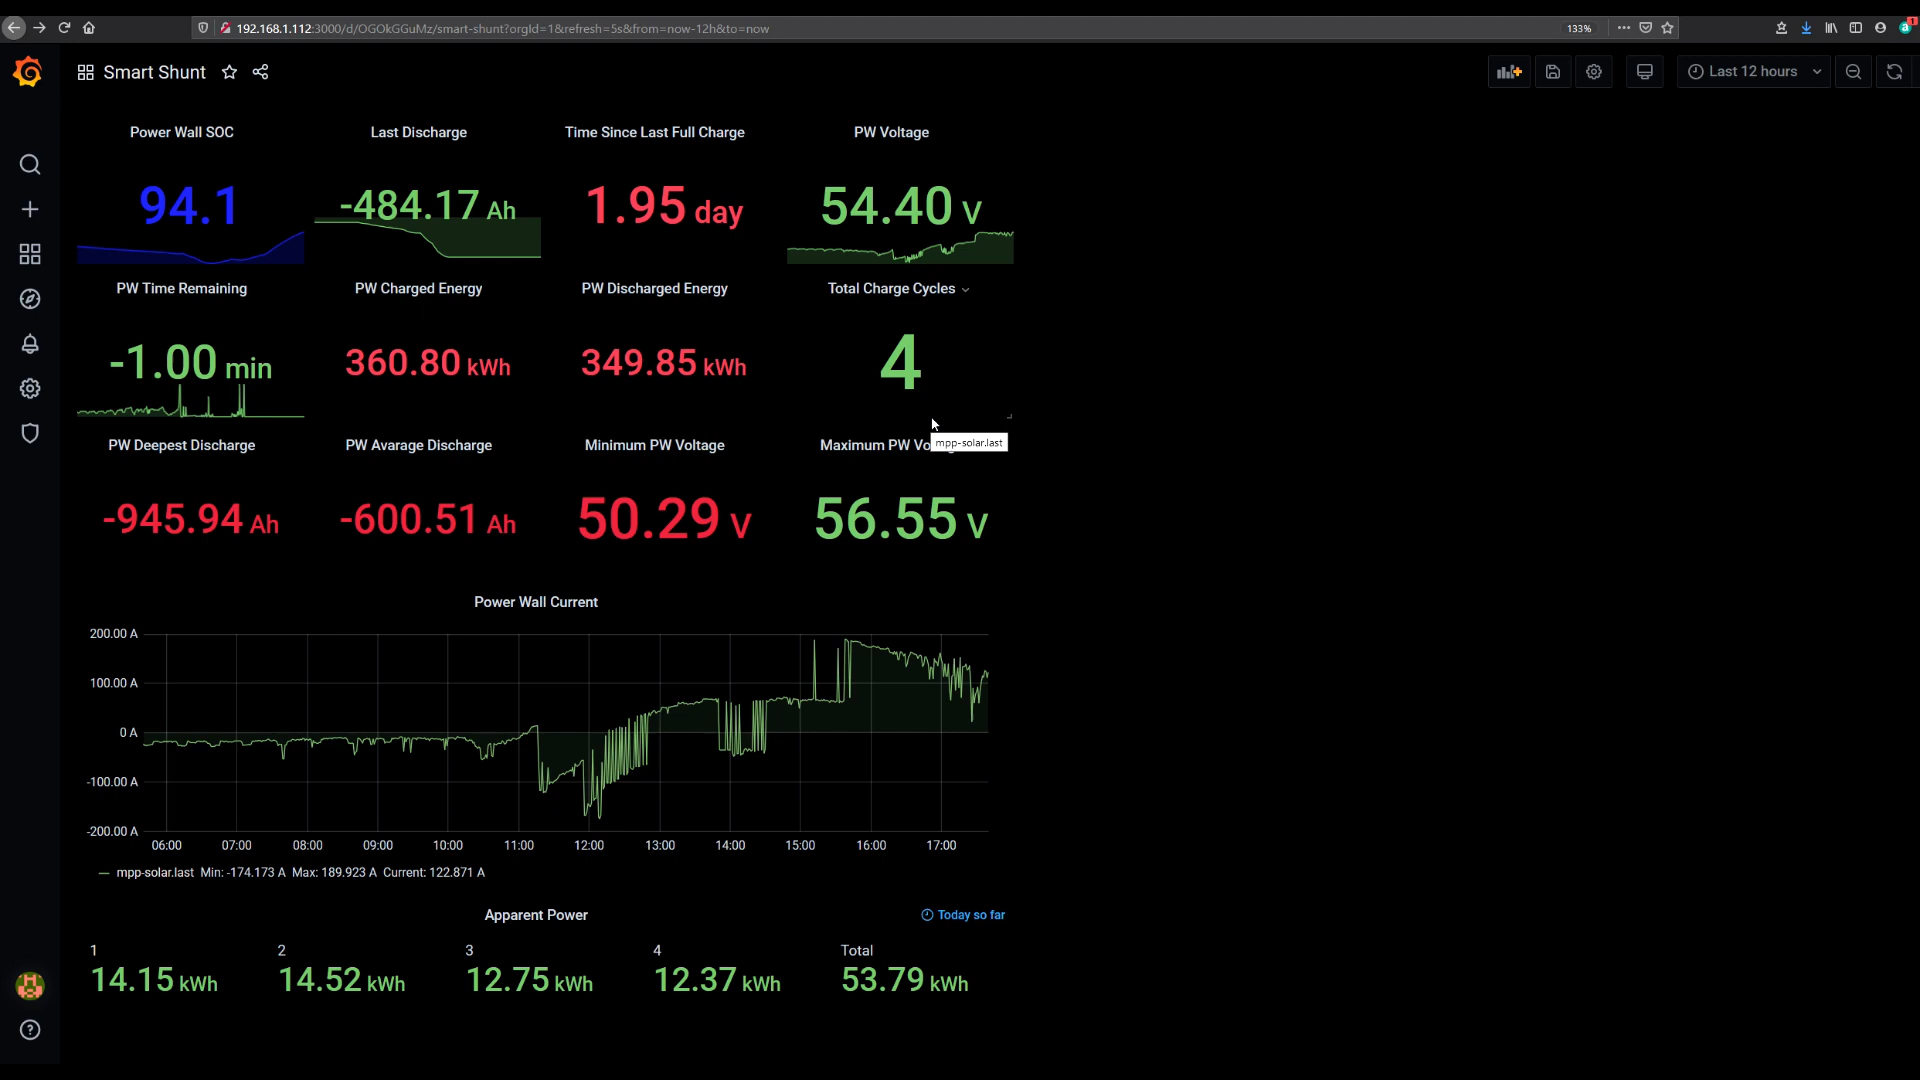 192.168.1.112:3000/d/OGOkGGuMz/smart-shunt?orgId=1&refresh=5s&from=now-12h&to=now
133%
Smart Shunt
Last 12 hours
Power Wall SOC
Last Discharge
Time Since Last Full Charge
PW Voltage
94.1
-484.17 Ah
1.95 day
54.40 V
PW Time Remaining
PW Charged Energy
PW Discharged Energy
Total Charge Cycles
-1.00 min
360.80 kWh
349.85 kWh
4
PW Deepest Discharge
PW Avarage Discharge
Minimum PW Voltage
Maximum PW Vo
mpp-solar.last
-945.94 Ah
-600.51 Ah
50.29 V
56.55 V
Power Wall Current
200.00 A
100.00 A
0 A
-100.00 A
-200.00 A
06:00 07:00 08:00 09:00 10:00 11:00 12:00 13:00 14:00 15:00 16:00 17:00
mpp-solar.last Min: -174.173 A Max: 189.923 A Current: 122.871 A
Apparent Power
Today so far
1
2
3
4
Total
14.15 kWh
14.52 kWh
12.75 kWh
12.37 kWh
53.79 kWh